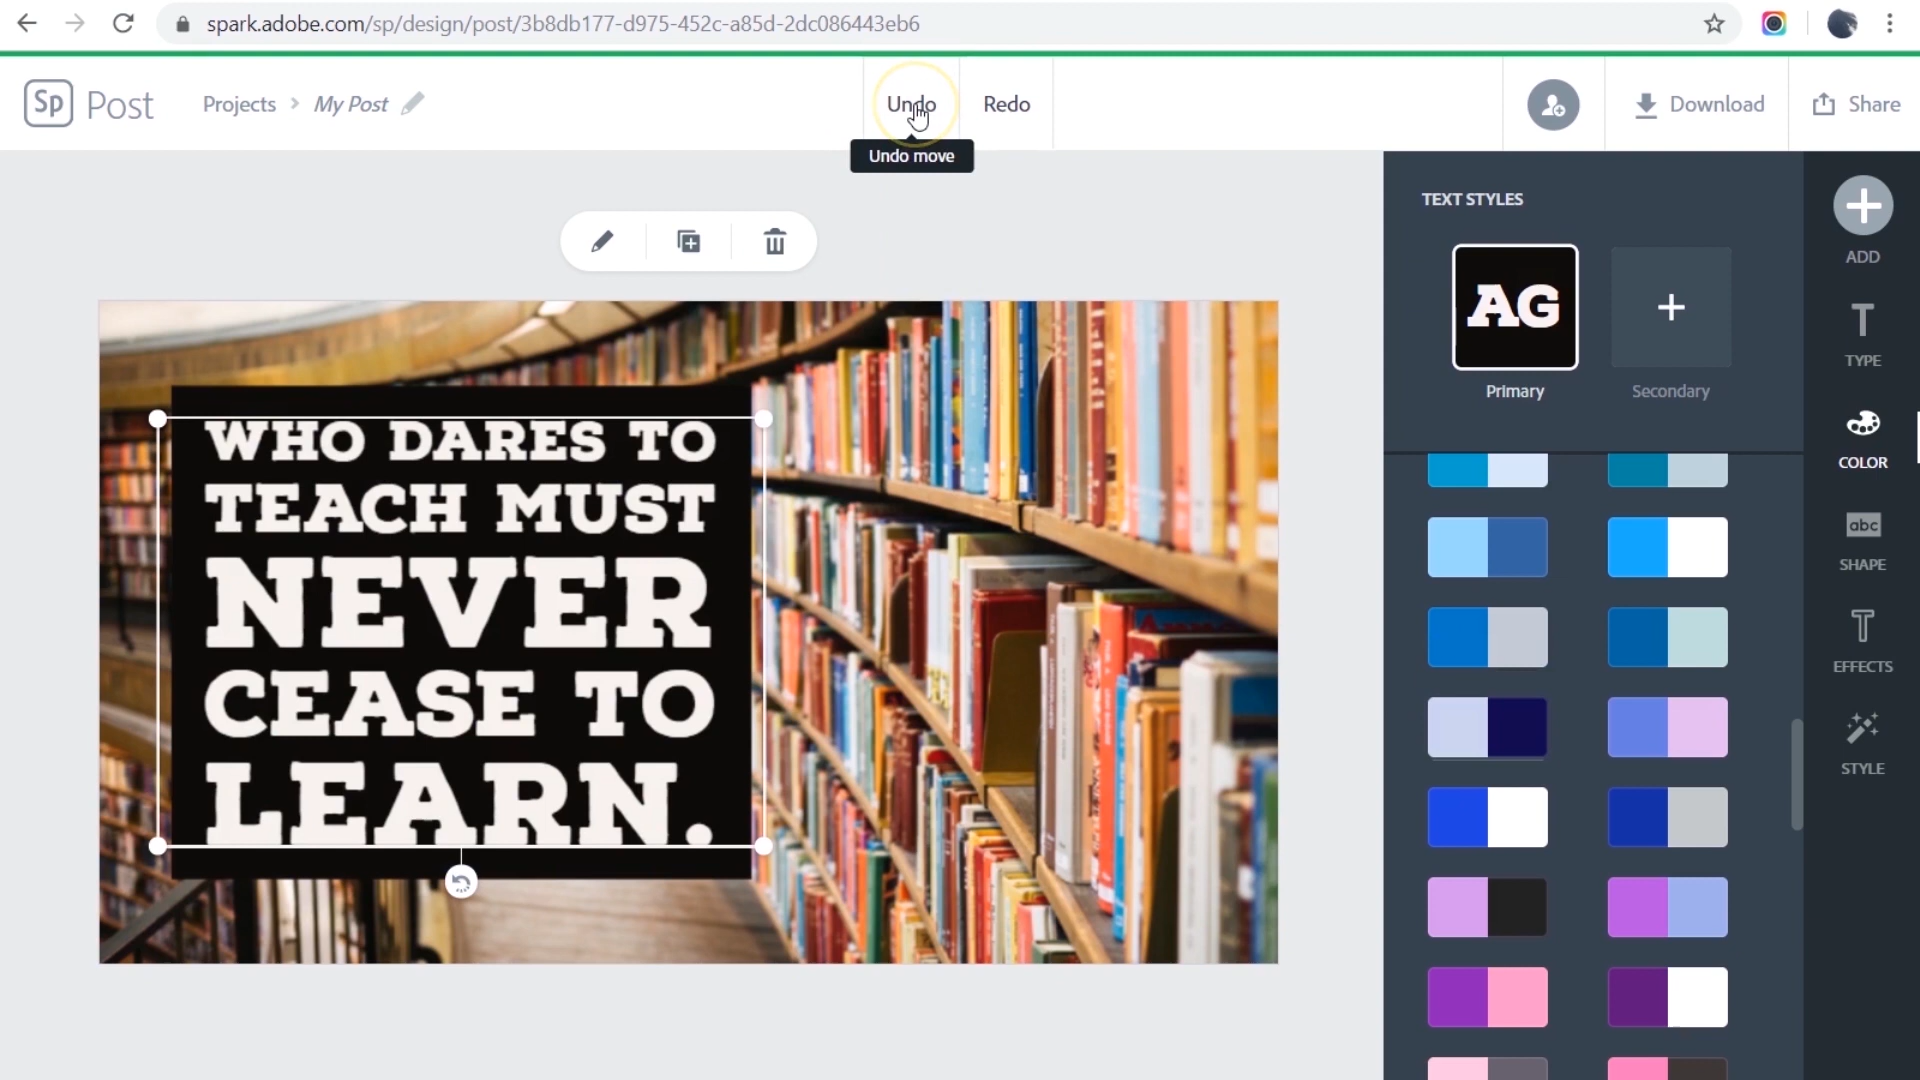 spark.adobe.com/sp/design/post/3b8db177-d975-452c-a85d-2dc086443eb6
Sp Post Projects > My Post Undo Redo Download Share
Undo move
TEXT STYLES
AG
Primary Secondary
ADD
TYPE
COLOR
abc
SHAPE
EFFECTS
STYLE
WHO DARES TO
TEACH MUST
NEVER
CEASE TO
LEARN.